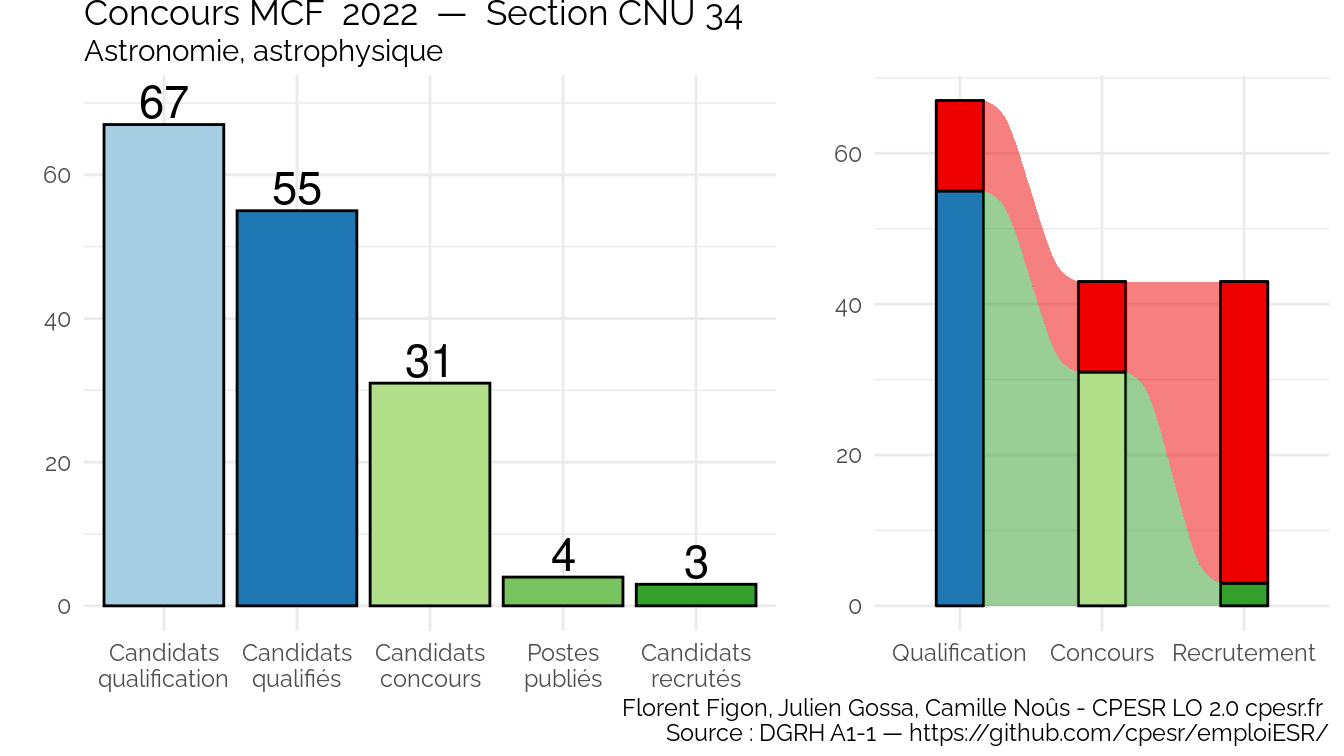 Concours MCF 2022 — Section CNU 34
Astronomie, astrophysique
67
55
31
4
3
60
40
20
0
Candidats qualification
Candidats qualifiés
Candidats concours
Postes publiés
Candidats recrutés
60
40
20
0
Qualification
Concours
Recrutement
Florent Figon, Julien Gossa, Camille Noûs - CPESR LO 2.0 cpesr.fr
Source : DGRH A1-1 — https://github.com/cpesr/emploiESR/